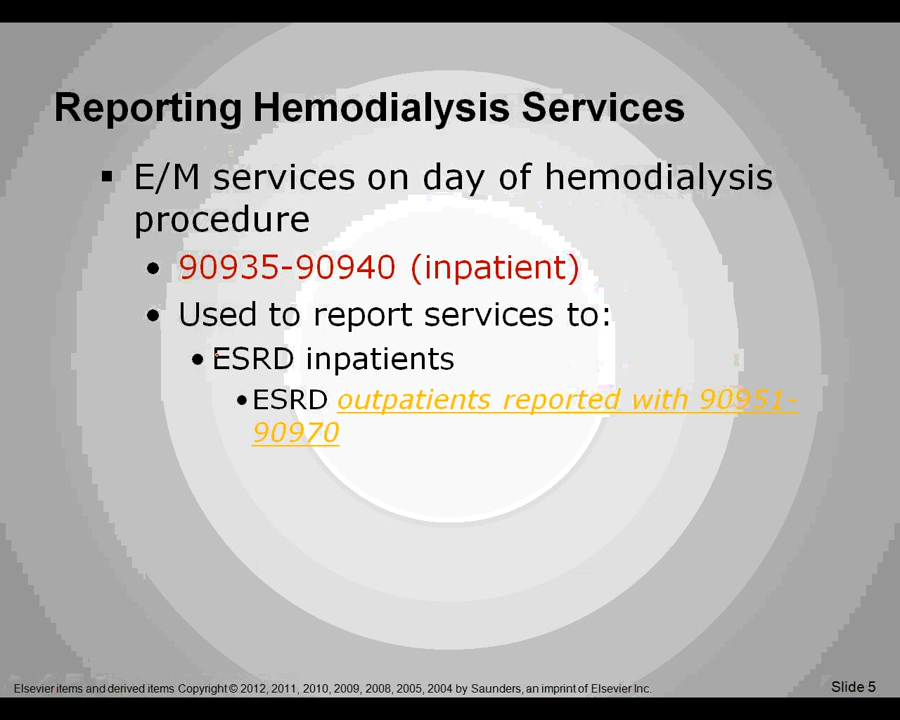 Reporting Hemodialysis Services
▪ E/M services on day of hemodialysis
procedure
• 90935-90940 (inpatient)
• Used to report services to:
• ESRD inpatients
• ESRD outpatients reported with 90951-
90970
Elsevier items and derived items Copyright © 2012, 2011, 2010, 2009, 2008, 2005, 2004 by Saunders, an imprint of Elsevier Inc.
Slide 5